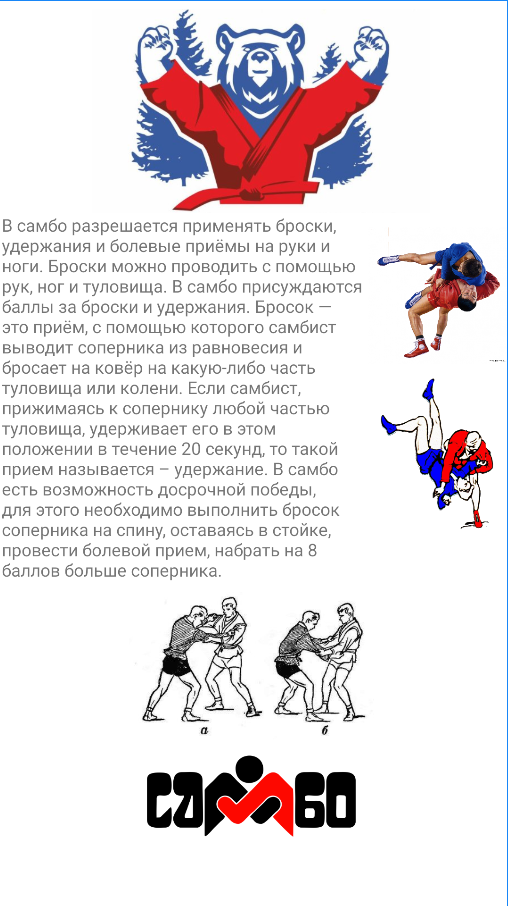 В самбо разрешается применять броски,
удержания и болевые приёмы на руки и
ноги. Броски можно проводить с помощью
рук, ног и туловища. В самбо присуждаются
баллы за броски и удержания. Бросок —
это приём, с помощью которого самбист
выводит соперника из равновесия и
бросает на ковёр на какую-либо часть
туловища или колени. Если самбист,
прижимаясь к сопернику любой частью
туловища, удерживает его в этом
положении в течение 20 секунд, то такой
прием называется – удержание. В самбо
есть возможность досрочной победы,
для этого необходимо выполнить бросок
соперника на спину, оставаясь в стойке,
провести болевой прием, набрать на 8
баллов больше соперника.
а б
САМБО